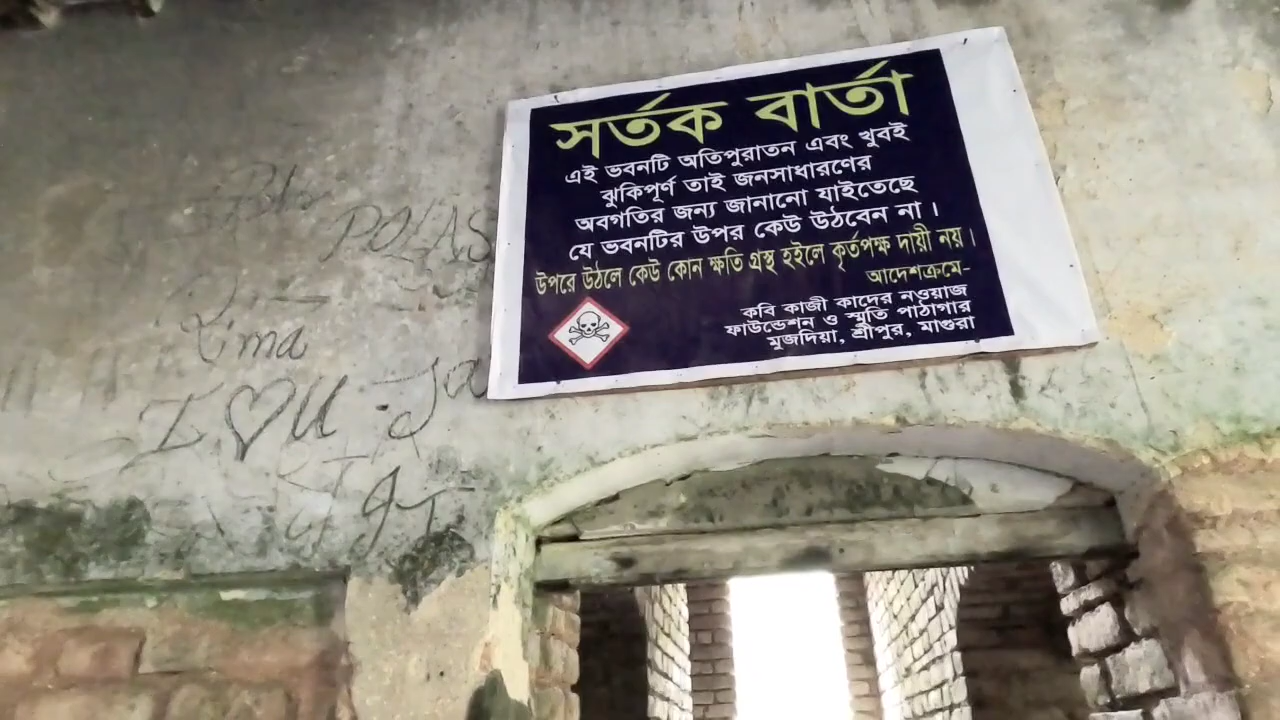 সর্তক বার্তা
এই ভবনটি অতিপুরাতন এবং খুবই
ঝুকিপূর্ণ তাই জনসাধারণের
অবগতির জন্য জানানো যাইতেছে
যে ভবনটির উপর কেউ উঠবেন না।
উপরে উঠলে কেউ কোন ক্ষতি গ্রস্থ হইলে কৃর্তপক্ষ দায়ী নয়।
আদেশক্রমে-
কবি কাজী কাদের নওয়াজ
ফাউন্ডেশন ও স্মৃতি পাঠাগার
মুজদিয়া, শ্রীপুর, মাগুরা
POLAS
Rima
I ♡ U